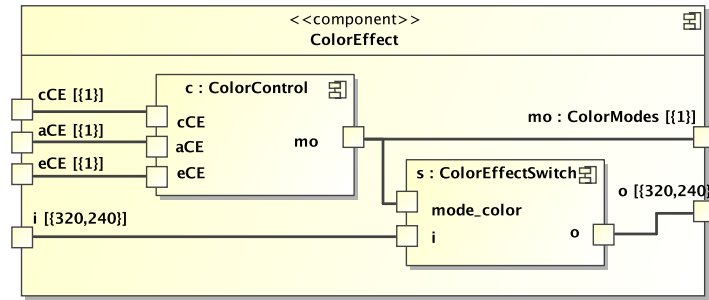 <<component>>
ColorEffect
cCE [{1}]
c : ColorControl
cCE
aCE [{1}]
aCE
mo
mo : ColorModes [{1}]
eCE [{1}]
eCE
s : ColorEffectSwitch
o [{320,240}
mode_color
i [{320,240}]
i
o